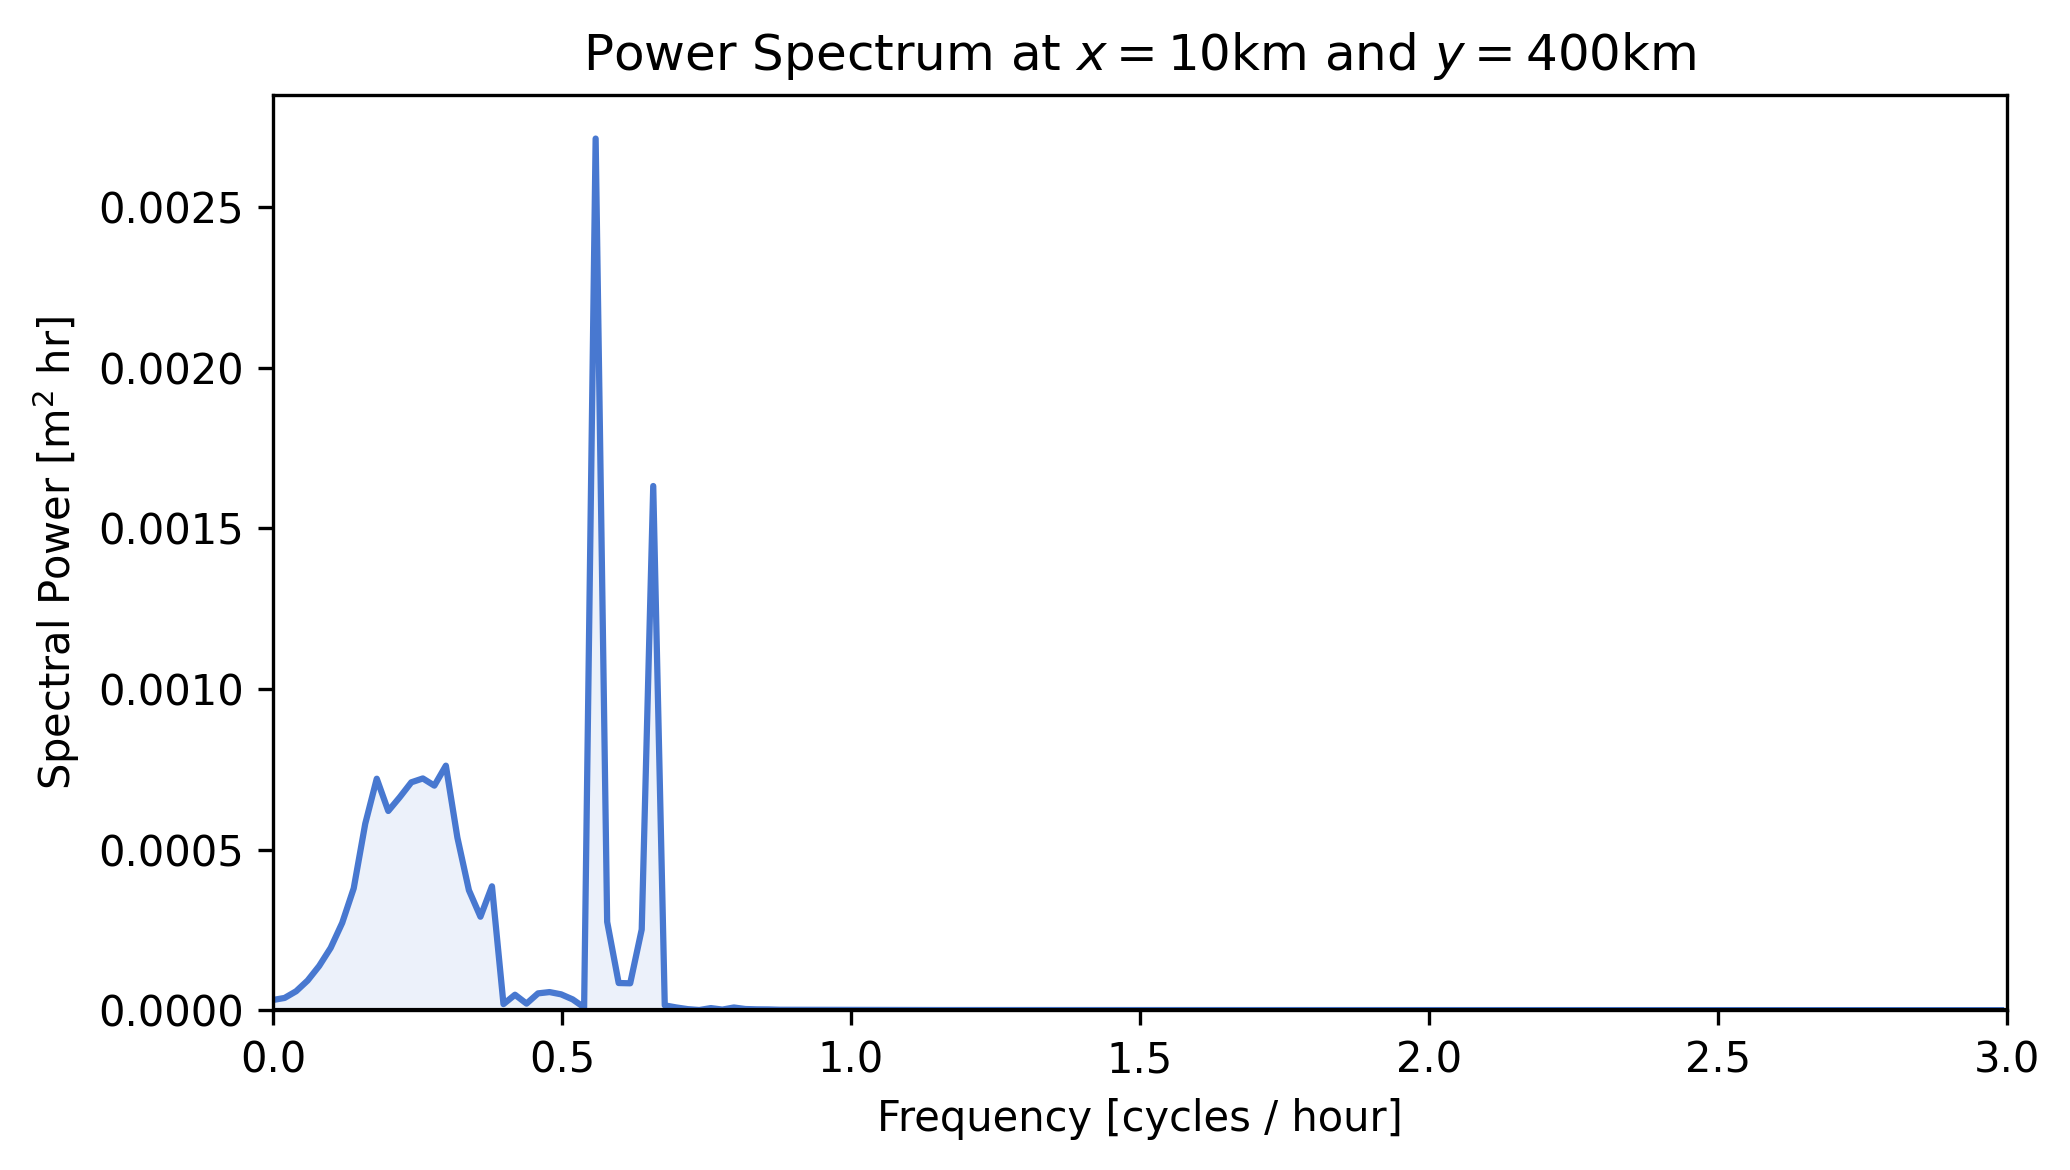 Power Spectrum at x = 10km and y = 400km
Spectral Power [m² hr]
0.0025
0.0020
0.0015
0.0010
0.0005
0.0000
0.0 0.5 1.0 1.5 2.0 2.5 3.0
Frequency [cycles / hour]